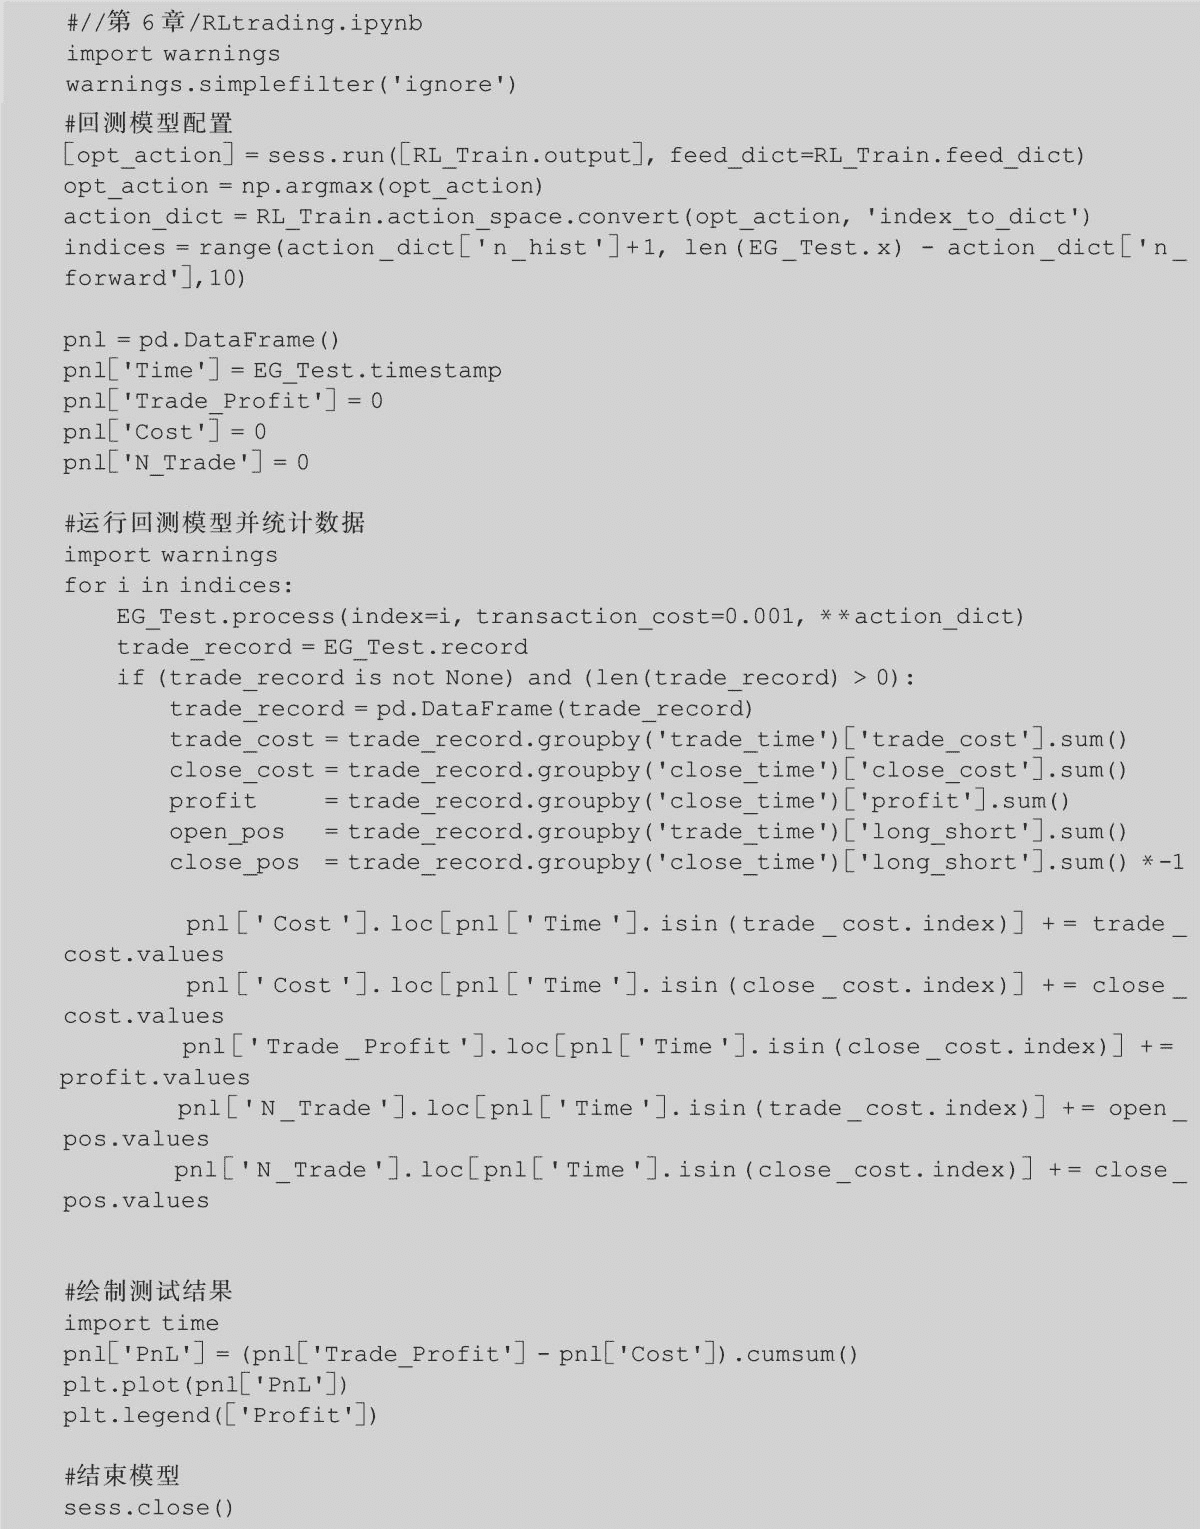 #//第 6 章/RLtrading.ipynb
import warnings
warnings.simplefilter('ignore')
#回测模型配置
[opt_action] = sess.run([RL_Train.output], feed_dict=RL_Train.feed_dict)
opt_action = np.argmax(opt_action)
action_dict = RL_Train.action_space.convert(opt_action, 'index_to_dict')
indices = range(action_dict['n_hist']+1, len(EG_Test.x) - action_dict['n_
forward'],10)
pnl = pd.DataFrame()
pnl['Time'] = EG_Test.timestamp
pnl['Trade_Profit'] = 0
pnl['Cost'] = 0
pnl['N_Trade'] = 0
#运行回测模型并统计数据
import warnings
for i in indices:
    EG_Test.process(index=i, transaction_cost=0.001, **action_dict)
    trade_record = EG_Test.record
    if (trade_record is not None) and (len(trade_record) > 0):
        trade_record = pd.DataFrame(trade_record)
        trade_cost = trade_record.groupby('trade_time')['trade_cost'].sum()
        close_cost = trade_record.groupby('close_time')['close_cost'].sum()
        profit     = trade_record.groupby('close_time')['profit'].sum()
        open_pos   = trade_record.groupby('trade_time')['long_short'].sum()
        close_pos  = trade_record.groupby('close_time')['long_short'].sum() *-1
        pnl['Cost'].loc[pnl['Time'].isin(trade_cost.index)] += trade_
cost.values
        pnl['Cost'].loc[pnl['Time'].isin(close_cost.index)] += close_
cost.values
        pnl['Trade_Profit'].loc[pnl['Time'].isin(close_cost.index)] +=
profit.values
        pnl['N_Trade'].loc[pnl['Time'].isin(trade_cost.index)] += open_
pos.values
        pnl['N_Trade'].loc[pnl['Time'].isin(close_cost.index)] += close_
pos.values
#绘制测试结果
import time
pnl['PnL'] = (pnl['Trade_Profit'] - pnl['Cost']).cumsum()
plt.plot(pnl['PnL'])
plt.legend(['Profit'])
#结束模型
sess.close()